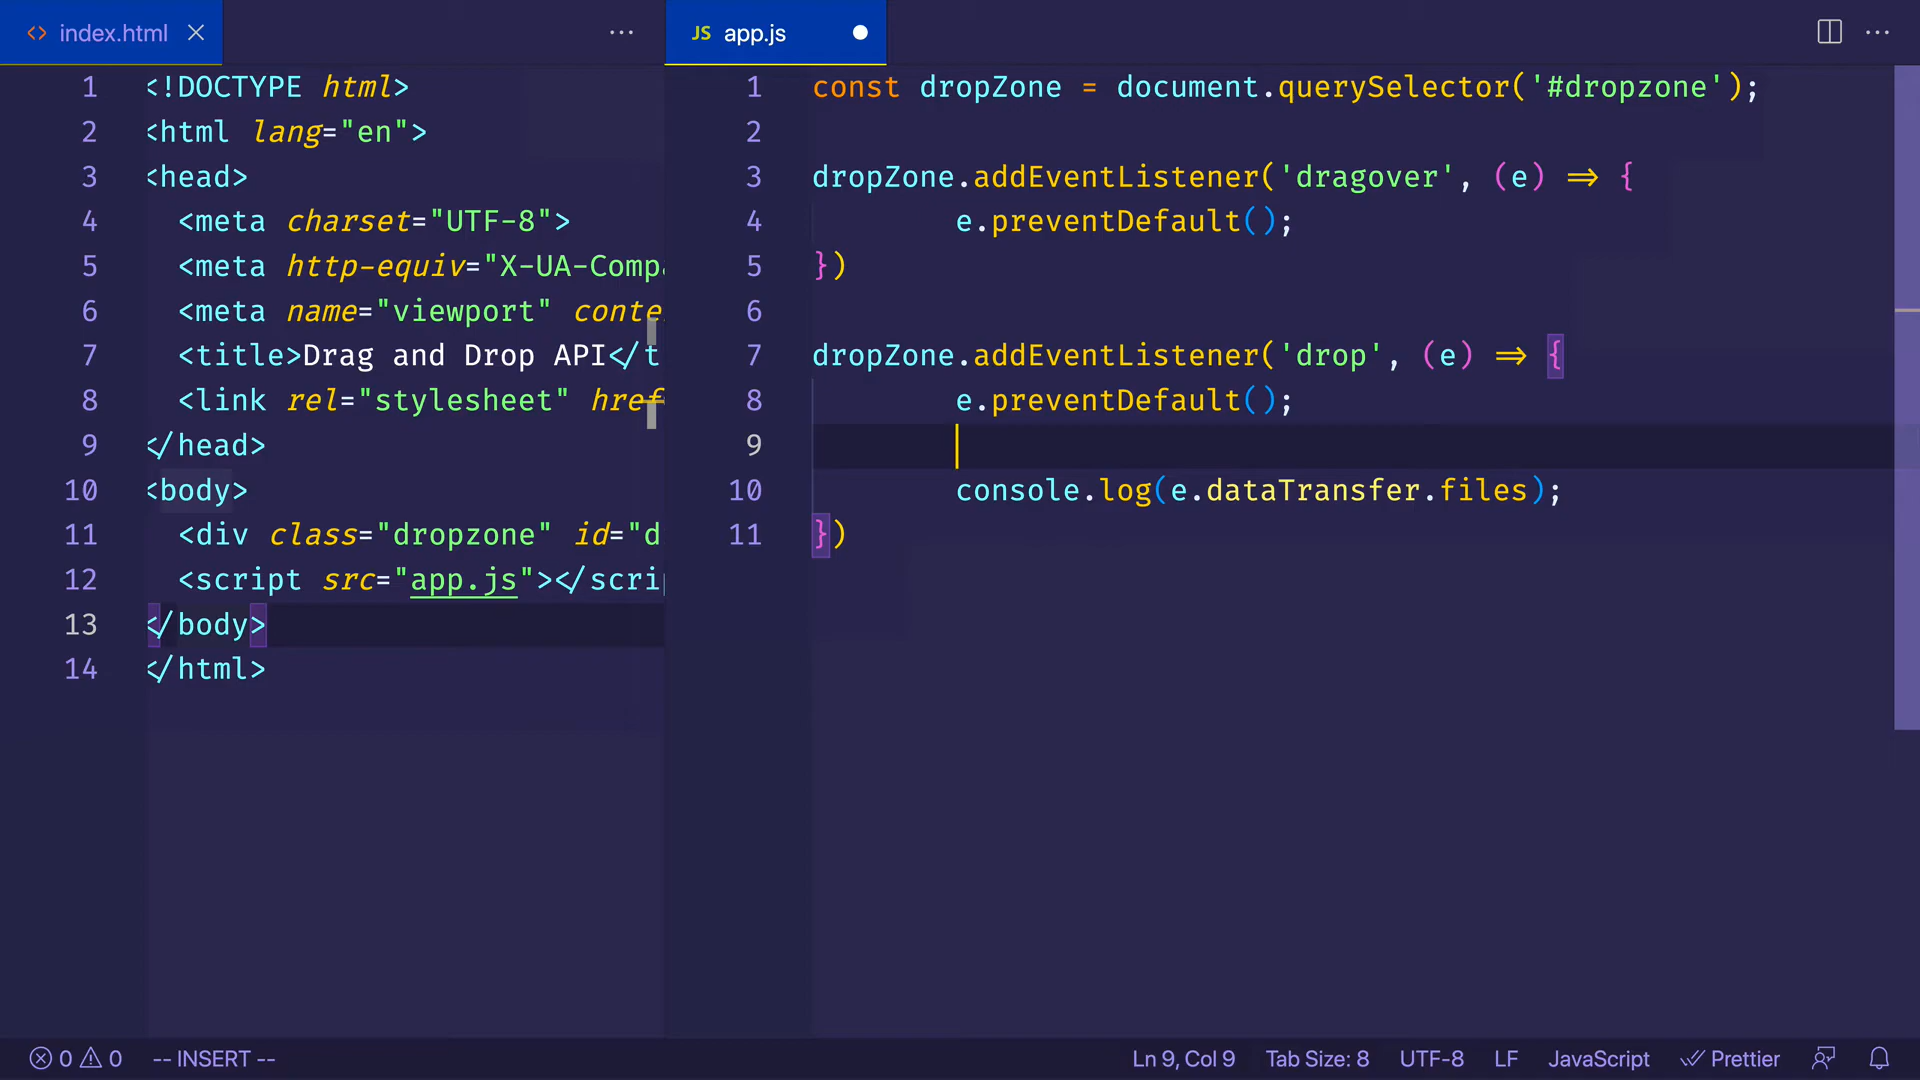 index.html
JS app.js
1 <!DOCTYPE html>
2 <html lang="en">
3 <head>
4 <meta charset="UTF-8">
5 <meta http-equiv="X-UA-Comp
6 <meta name="viewport" conte
7 <title>Drag and Drop API</t
8 <link rel="stylesheet" href
9 </head>
10 <body>
11 <div class="dropzone" id="d
12 <script src="app.js"></scrip
13 </body>
14 </html>
1 const dropZone = document.querySelector('#dropzone');
2
3 dropZone.addEventListener('dragover', (e) => {
4 e.preventDefault();
5 })
6
7 dropZone.addEventListener('drop', (e) => {
8 e.preventDefault();
9
10 console.log(e.dataTransfer.files);
11 })
0 0 -- INSERT -- Ln 9, Col 9 Tab Size: 8 UTF-8 LF JavaScript Prettier